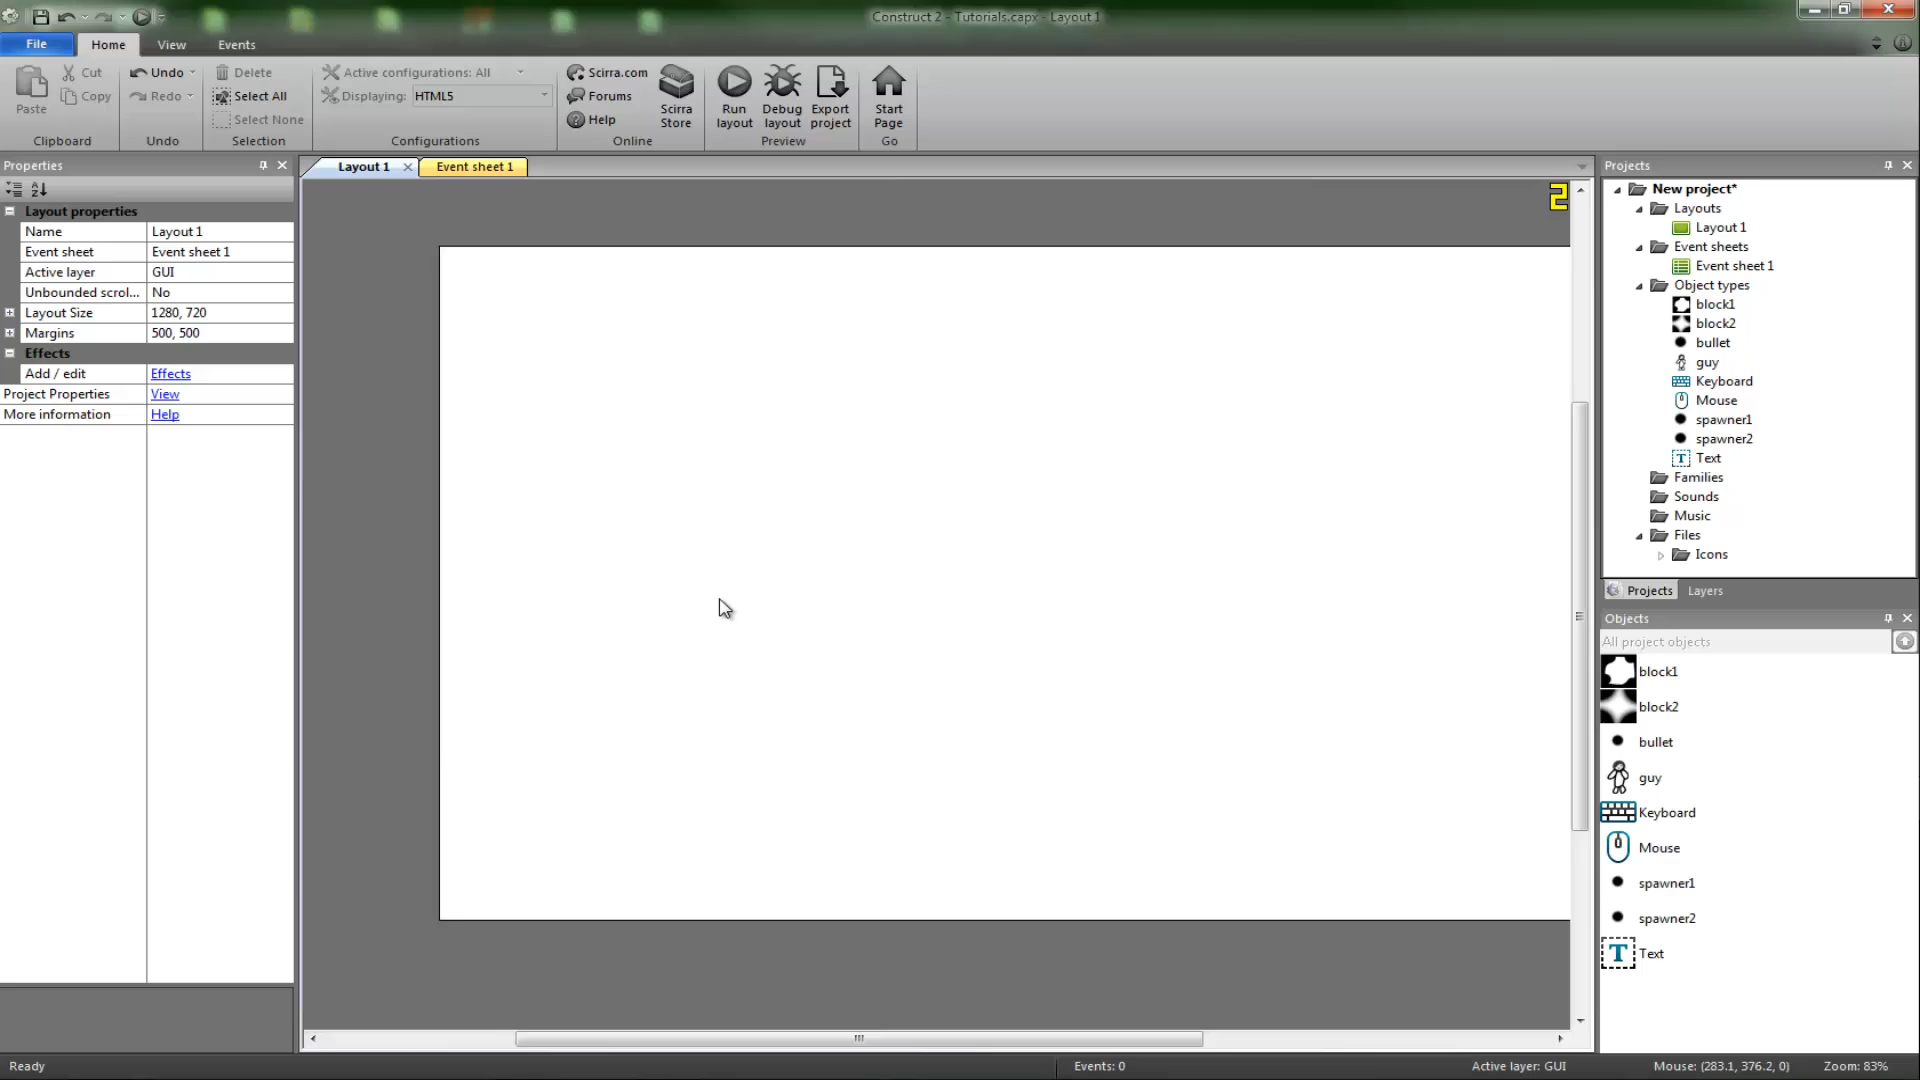 Construct 2 - Tutorials.capx - Layout 1
File Home View Events
Paste
Cut
Copy
Clipboard
Undo
Redo
Undo
Delete
Select All
Select None
Selection
Active configurations: All
Displaying: HTML5
Configurations
Scirra.com
Forums
Help
Scirra Store
Online
Run layout
Debug layout
Export project
Preview
Start Page
Go
Properties
Layout properties
Name Layout 1
Event sheet Event sheet 1
Active layer GUI
Unbounded scrol... No
Layout Size 1280, 720
Margins 500, 500
Effects
Add / edit Effects
Project Properties View
More information Help
Layout 1
Event sheet 1
2
Projects
New project*
Layouts
Layout 1
Event sheets
Event sheet 1
Object types
block1
block2
bullet
guy
Keyboard
Mouse
spawner1
spawner2
Text
Families
Sounds
Music
Files
Icons
Projects Layers
Objects
All project objects
block1
block2
bullet
guy
Keyboard
Mouse
spawner1
spawner2
Text
Ready
Events: 0
Active layer: GUI
Mouse: (283.1, 376.2, 0)
Zoom: 83%